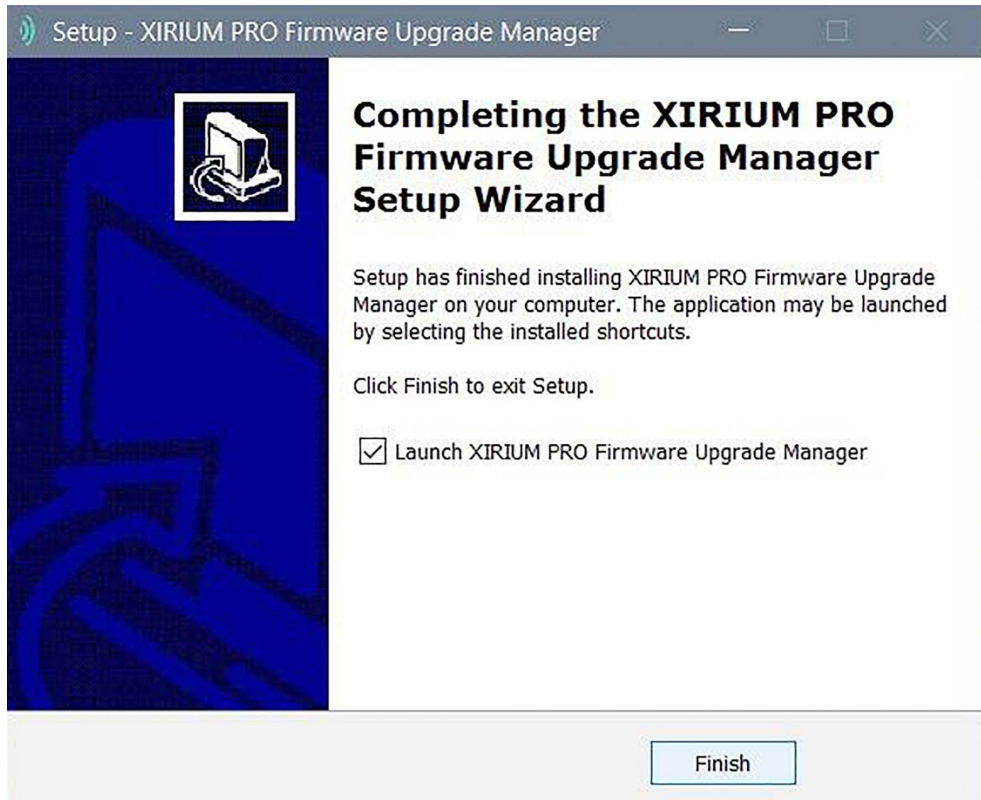 Setup - XIRIUM PRO Firmware Upgrade Manager
Completing the XIRIUM PRO
Firmware Upgrade Manager
Setup Wizard
Setup has finished installing XIRIUM PRO Firmware Upgrade
Manager on your computer. The application may be launched
by selecting the installed shortcuts.
Click Finish to exit Setup.
Launch XIRIUM PRO Firmware Upgrade Manager
Finish